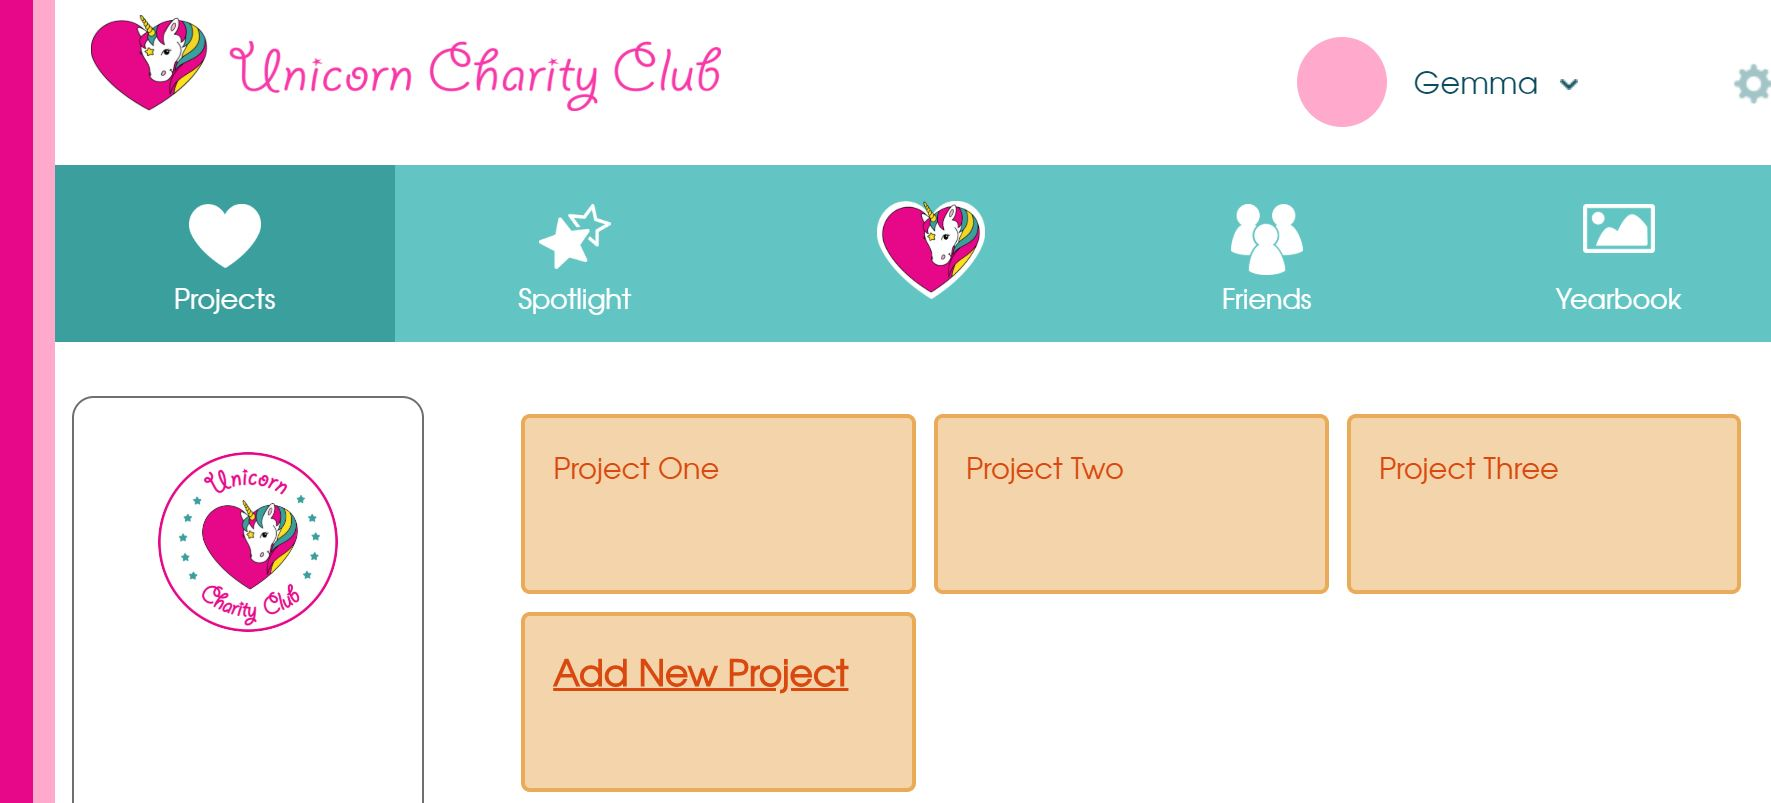 Unicorn Charity Club
Gemma
Projects
Spotlight
Friends
Yearbook
Unicorn
Charity Club
Project One
Project Two
Project Three
Add New Project